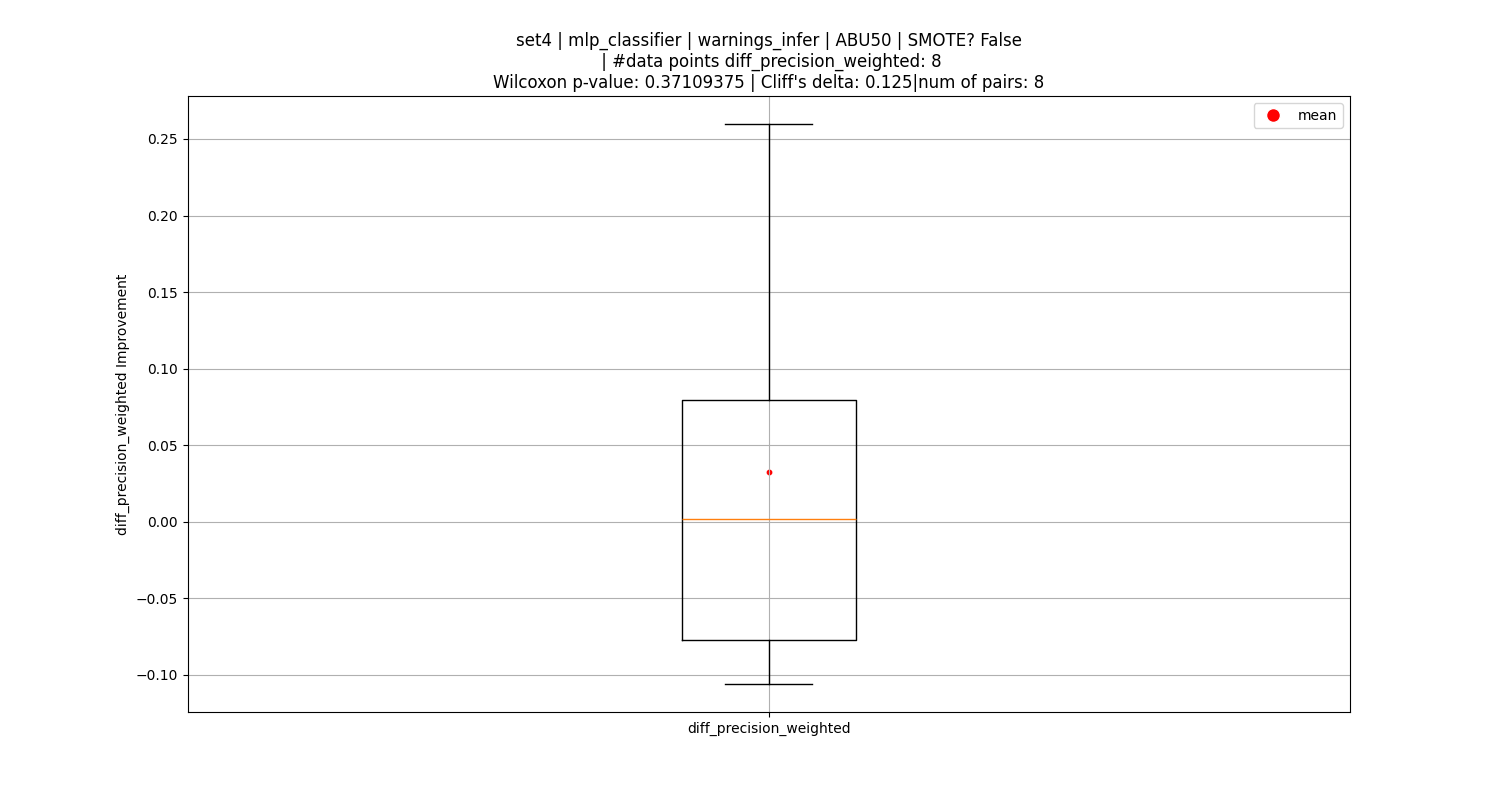 set4 | mlp_classifier | warnings_infer | ABU50 | SMOTE? False
| #data points diff_precision_weighted: 8
Wilcoxon p-value: 0.37109375 | Cliff's delta: 0.125|num of pairs: 8
mean
0.25
0.20
0.15
0.10
0.05
0.00
−0.05
−0.10
diff_precision_weighted Improvement
diff_precision_weighted